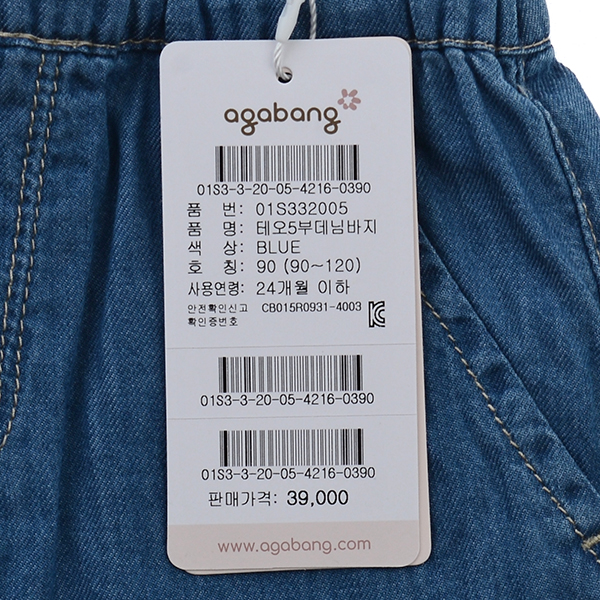 agabang
01S3-3-20-05-4216-0390
품 번: 01S332005
품 명: 테오5부데님바지
색 상: BLUE
호 칭: 90 (90~120)
사용연령: 24개월 이하
안전확인신고 CB015R0931-4003
확인증번호
01S3-3-20-05-4216-0390
01S3-3-20-05-4216-0390
판매가격: 39,000
www.agabang.com